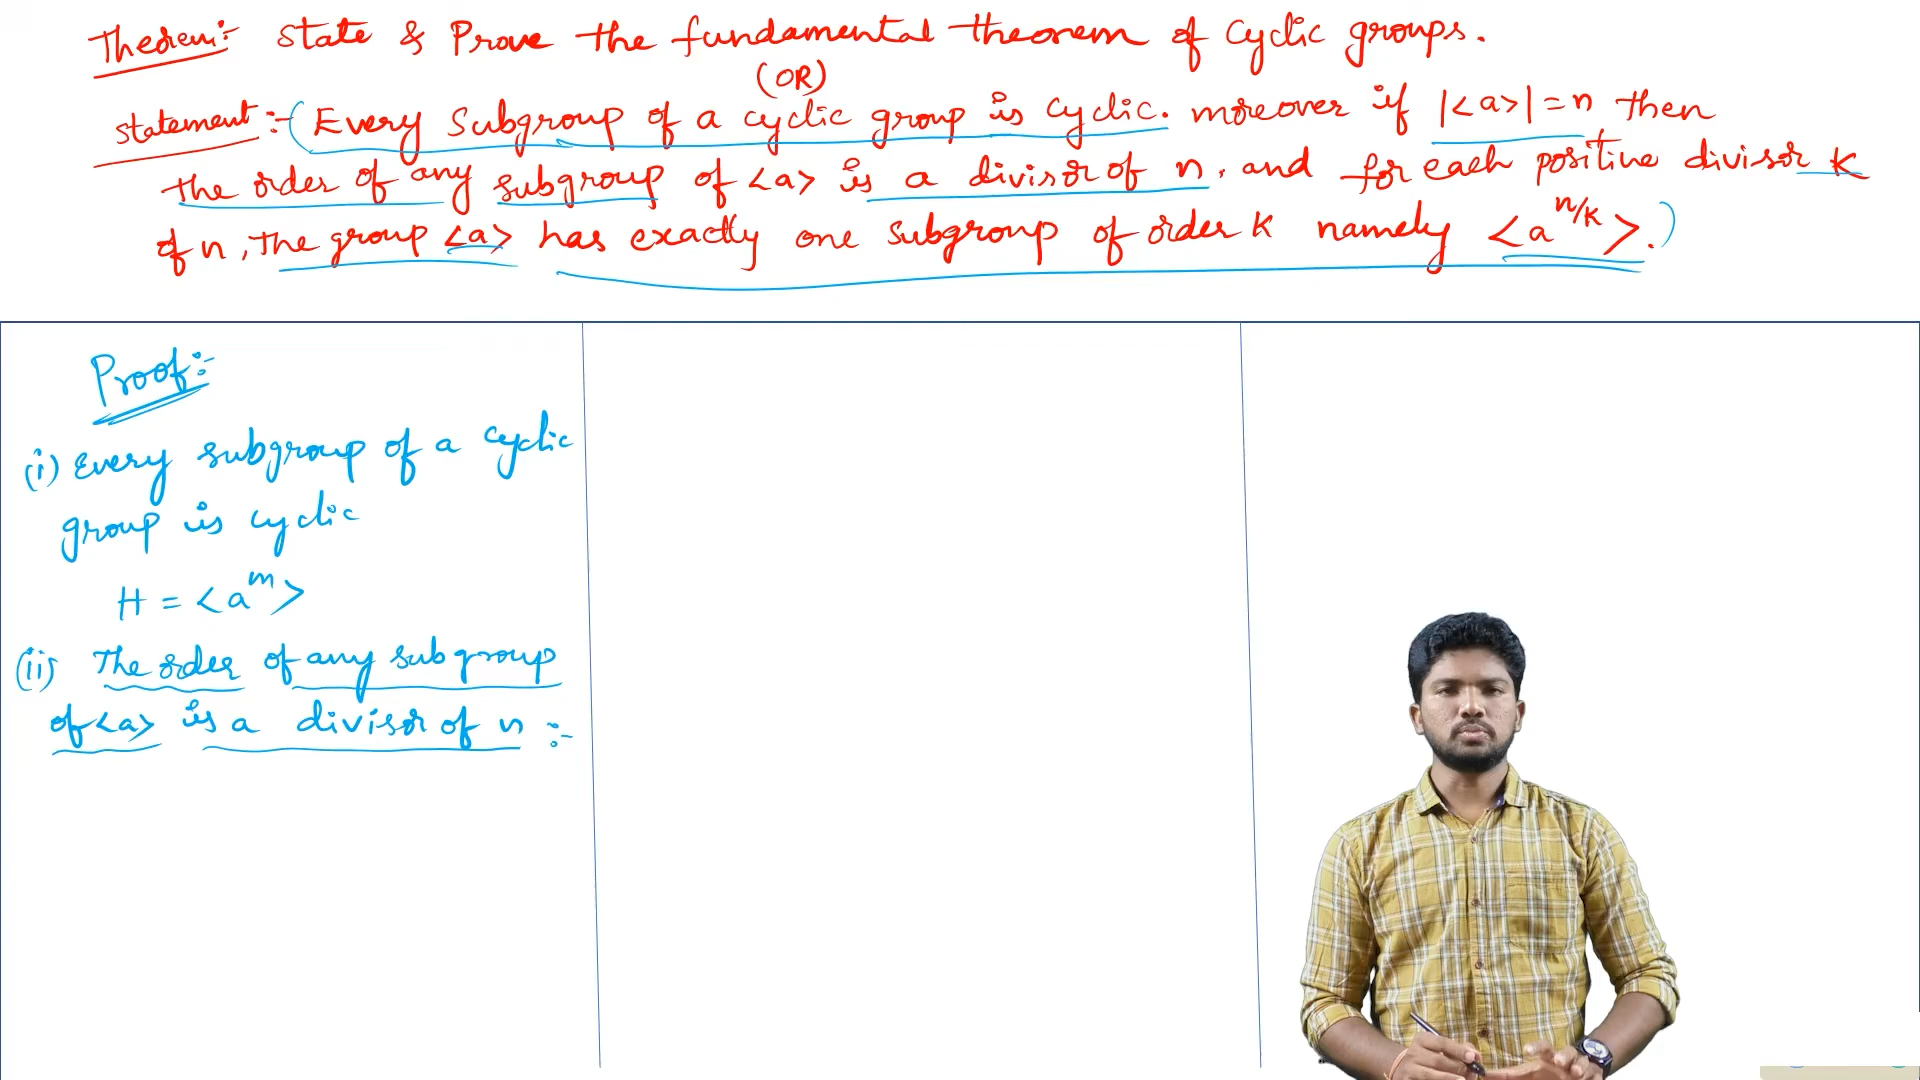 Theorem:- State & Prove the fundamental theorem of cyclic groups.
(OR)
Statement:- (Every Subgroup of a cyclic group is cyclic. moreover if |<a>| = n then
the order of any subgroup of <a> is a divisor of n, and for each positive divisor K
of n, the group <a> has exactly one subgroup of order K namely <a^{n/K}>.)
Proof:-
(i) Every subgroup of a cyclic
group is cyclic
H = <a^m>
(ii) The order of any subgroup
of <a> is a divisor of n :-